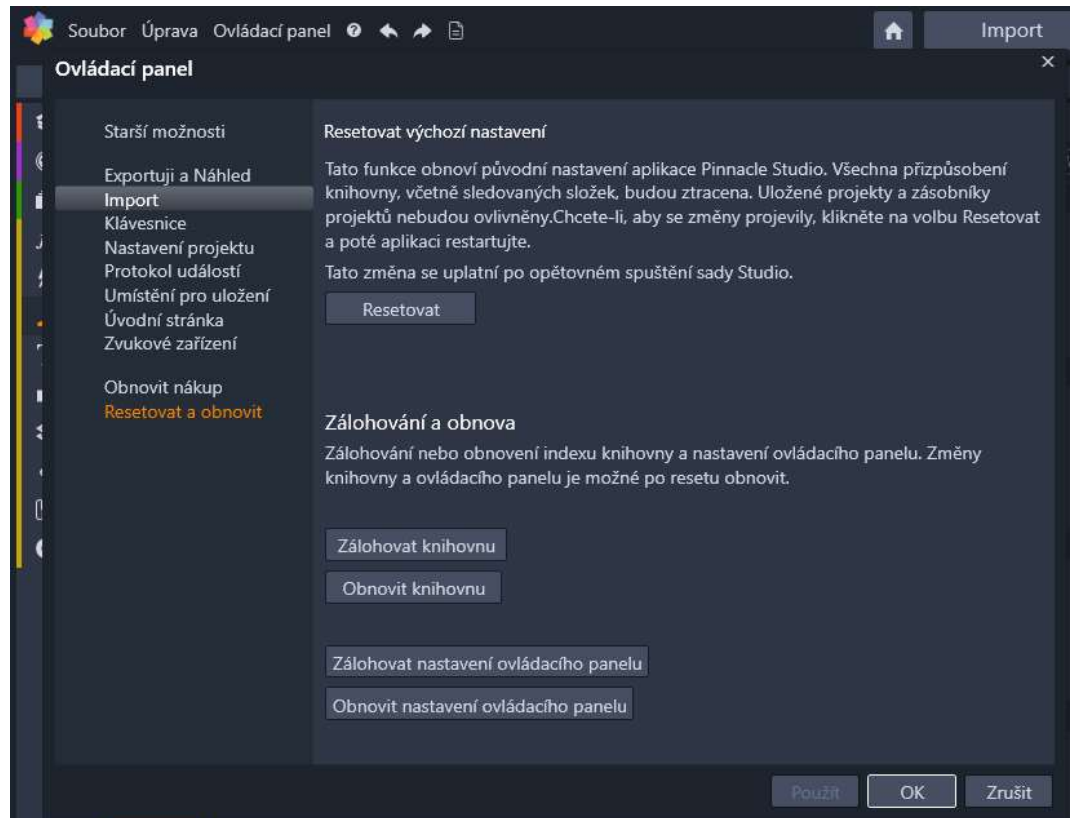 Soubor Úprava Ovládací panel
Import
Ovládací panel
Starší možnosti
Exportuji a Náhled
Import
Klávesnice
Nastavení projektu
Protokol událostí
Umístění pro uložení
Úvodní stránka
Zvukové zařízení
Obnovit nákup
Resetovat a obnovit
Resetovat výchozí nastavení
Tato funkce obnoví původní nastavení aplikace Pinnacle Studio. Všechna přizpůsobení
knihovny, včetně sledovaných složek, budou ztracena. Uložené projekty a zásobníky
projektů nebudou ovlivněny.Chcete-li, aby se změny projevily, klikněte na volbu Resetovat
a poté aplikaci restartujte.
Tato změna se uplatní po opětovném spuštění sady Studio.
Resetovat
Zálohování a obnova
Zálohování nebo obnovení indexu knihovny a nastavení ovládacího panelu. Změny
knihovny a ovládacího panelu je možné po resetu obnovit.
Zálohovat knihovnu
Obnovit knihovnu
Zálohovat nastavení ovládacího panelu
Obnovit nastavení ovládacího panelu
Použít
OK
Zrušit